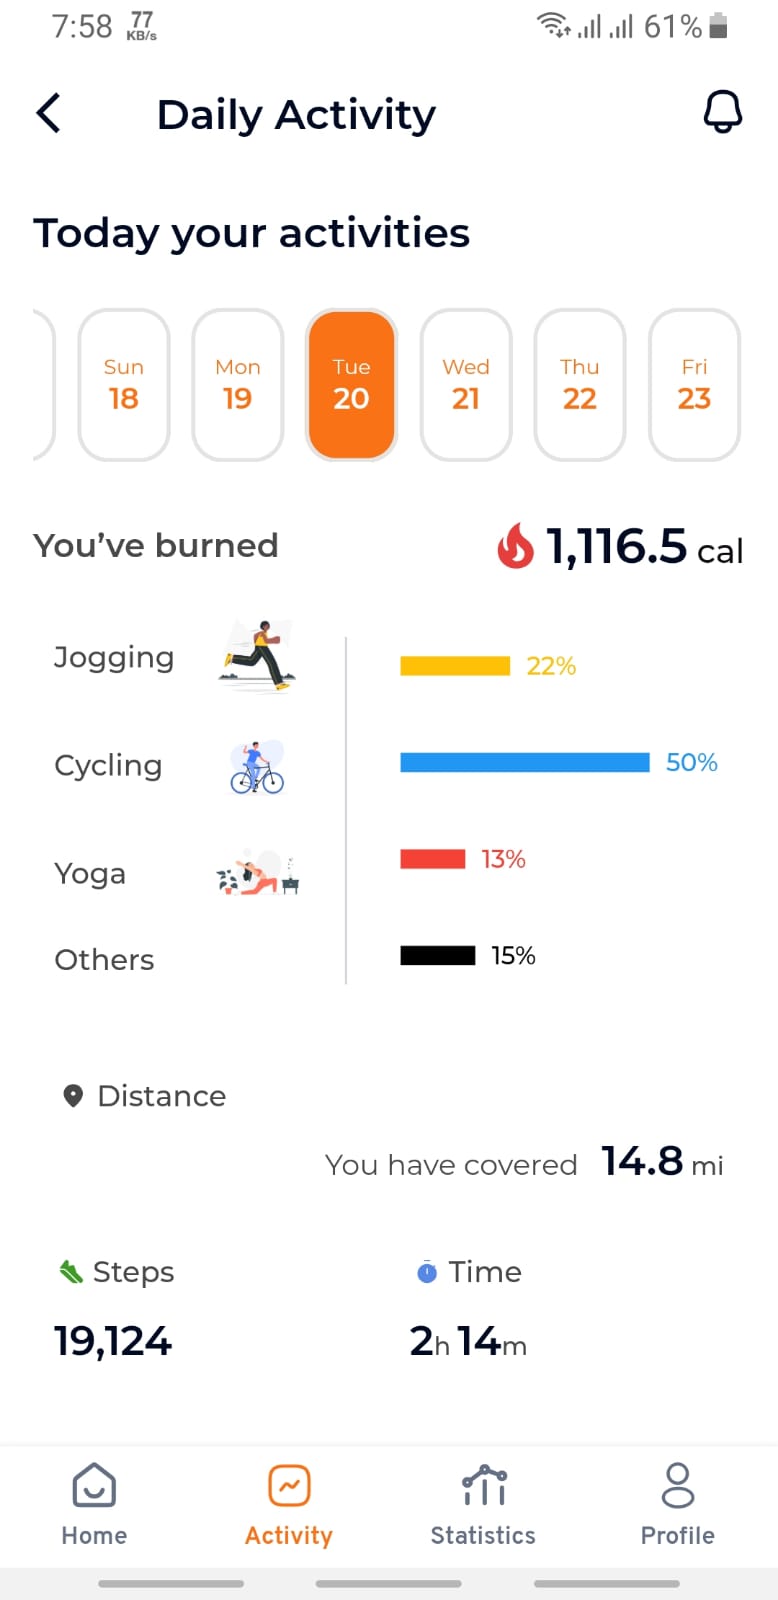 7:58 77 KB/s 61%
Daily Activity
Today your activities
Sun Mon Tue Wed Thu Fri
18 19 20 21 22 23
You’ve burned 1,116.5 cal
Jogging 22%
Cycling 50%
Yoga 13%
Others 15%
Distance
You have covered 14.8 mi
Steps Time
19,124 2h 14m
Home Activity Statistics Profile